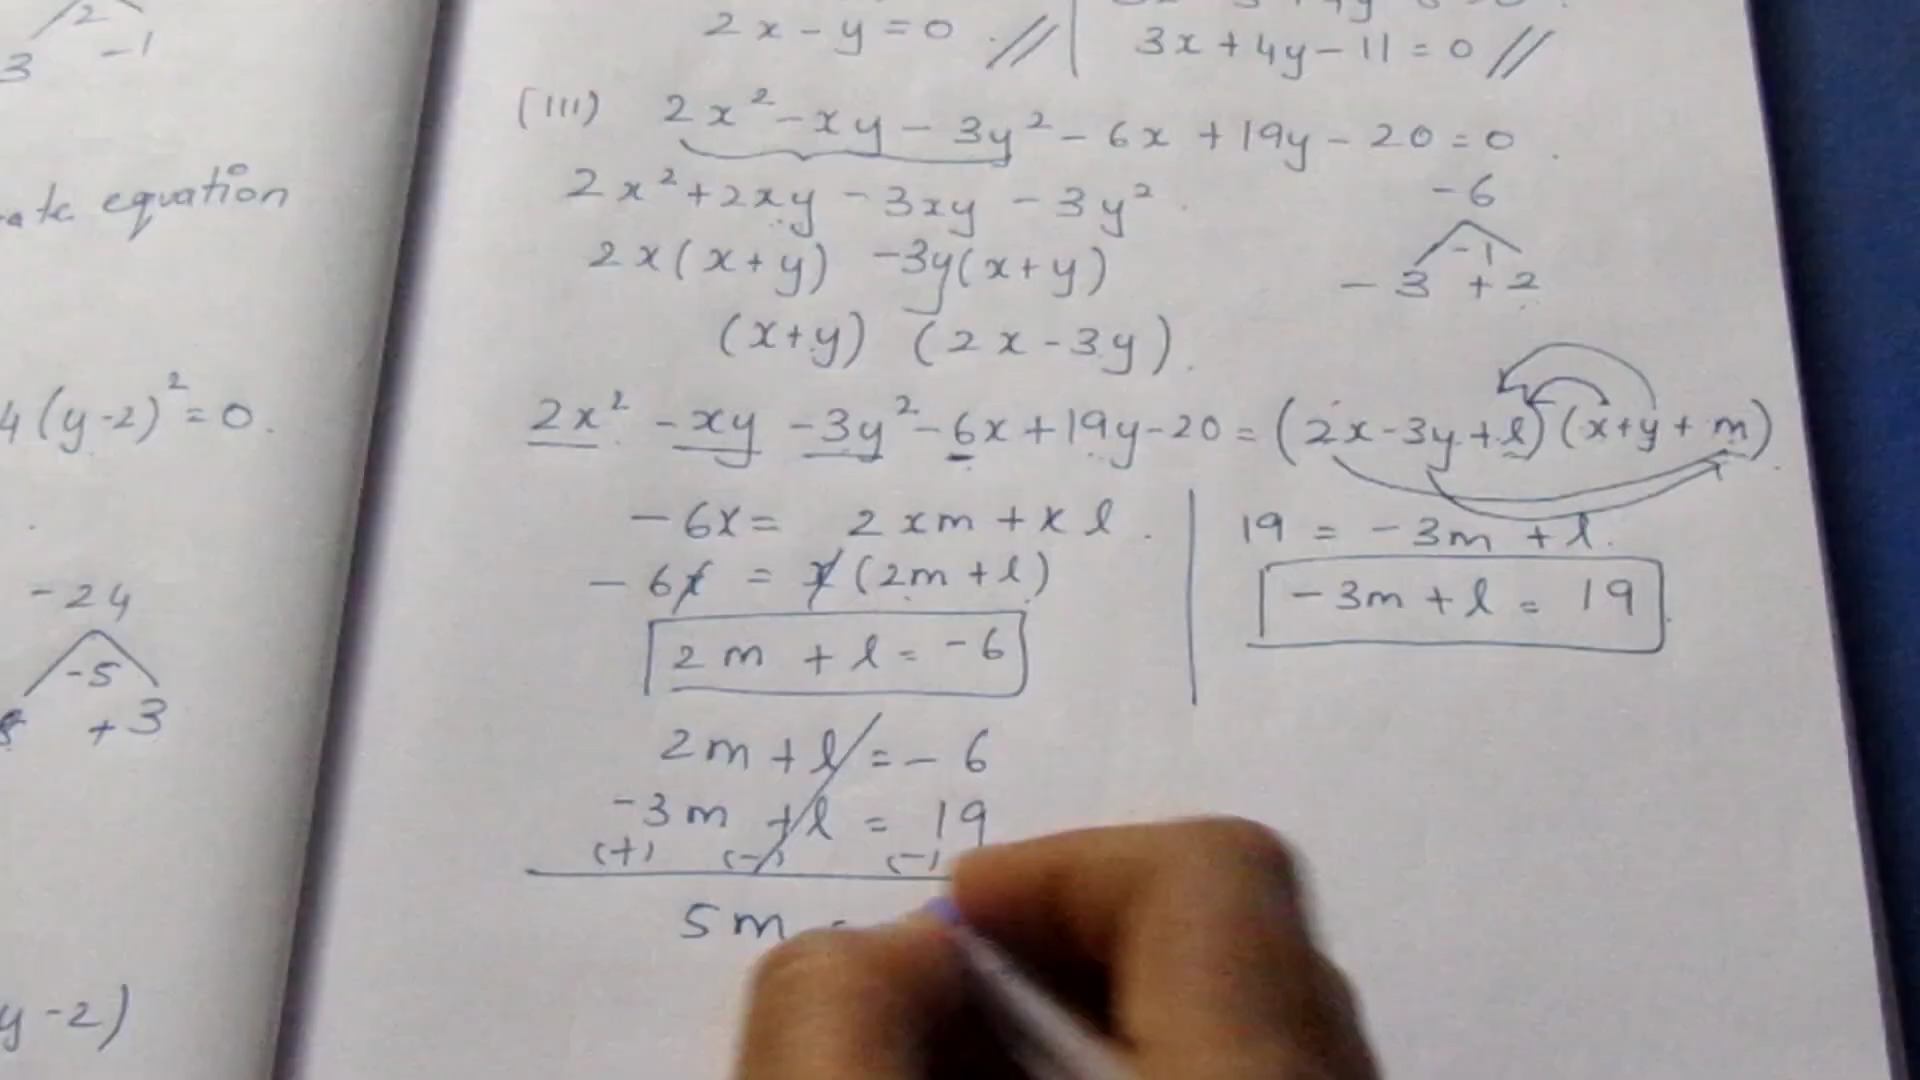 2
3 -1
ate equation
4(y-2)² = 0.
-24
-5
+3
y-2)
2x - y = 0 //
3x + 4y - 11 = 0 //
(III) 2x² - xy - 3y² - 6x + 19y - 20 = 0.
2x² + 2xy - 3xy - 3y²
-6
2x(x+y) -3y(x+y)
-1
-3 +2
(x+y) (2x-3y).
2x² - xy - 3y² - 6x + 19y - 20 = (2x-3y+l)(x+y+m)
-6x = 2xm + xl.
19 = -3m + l.
-6x = x(2m+l)
-3m + l = 19
2m + l = -6
2m + l = -6
-3m + l = 19
(+) (-) (-)
5m =